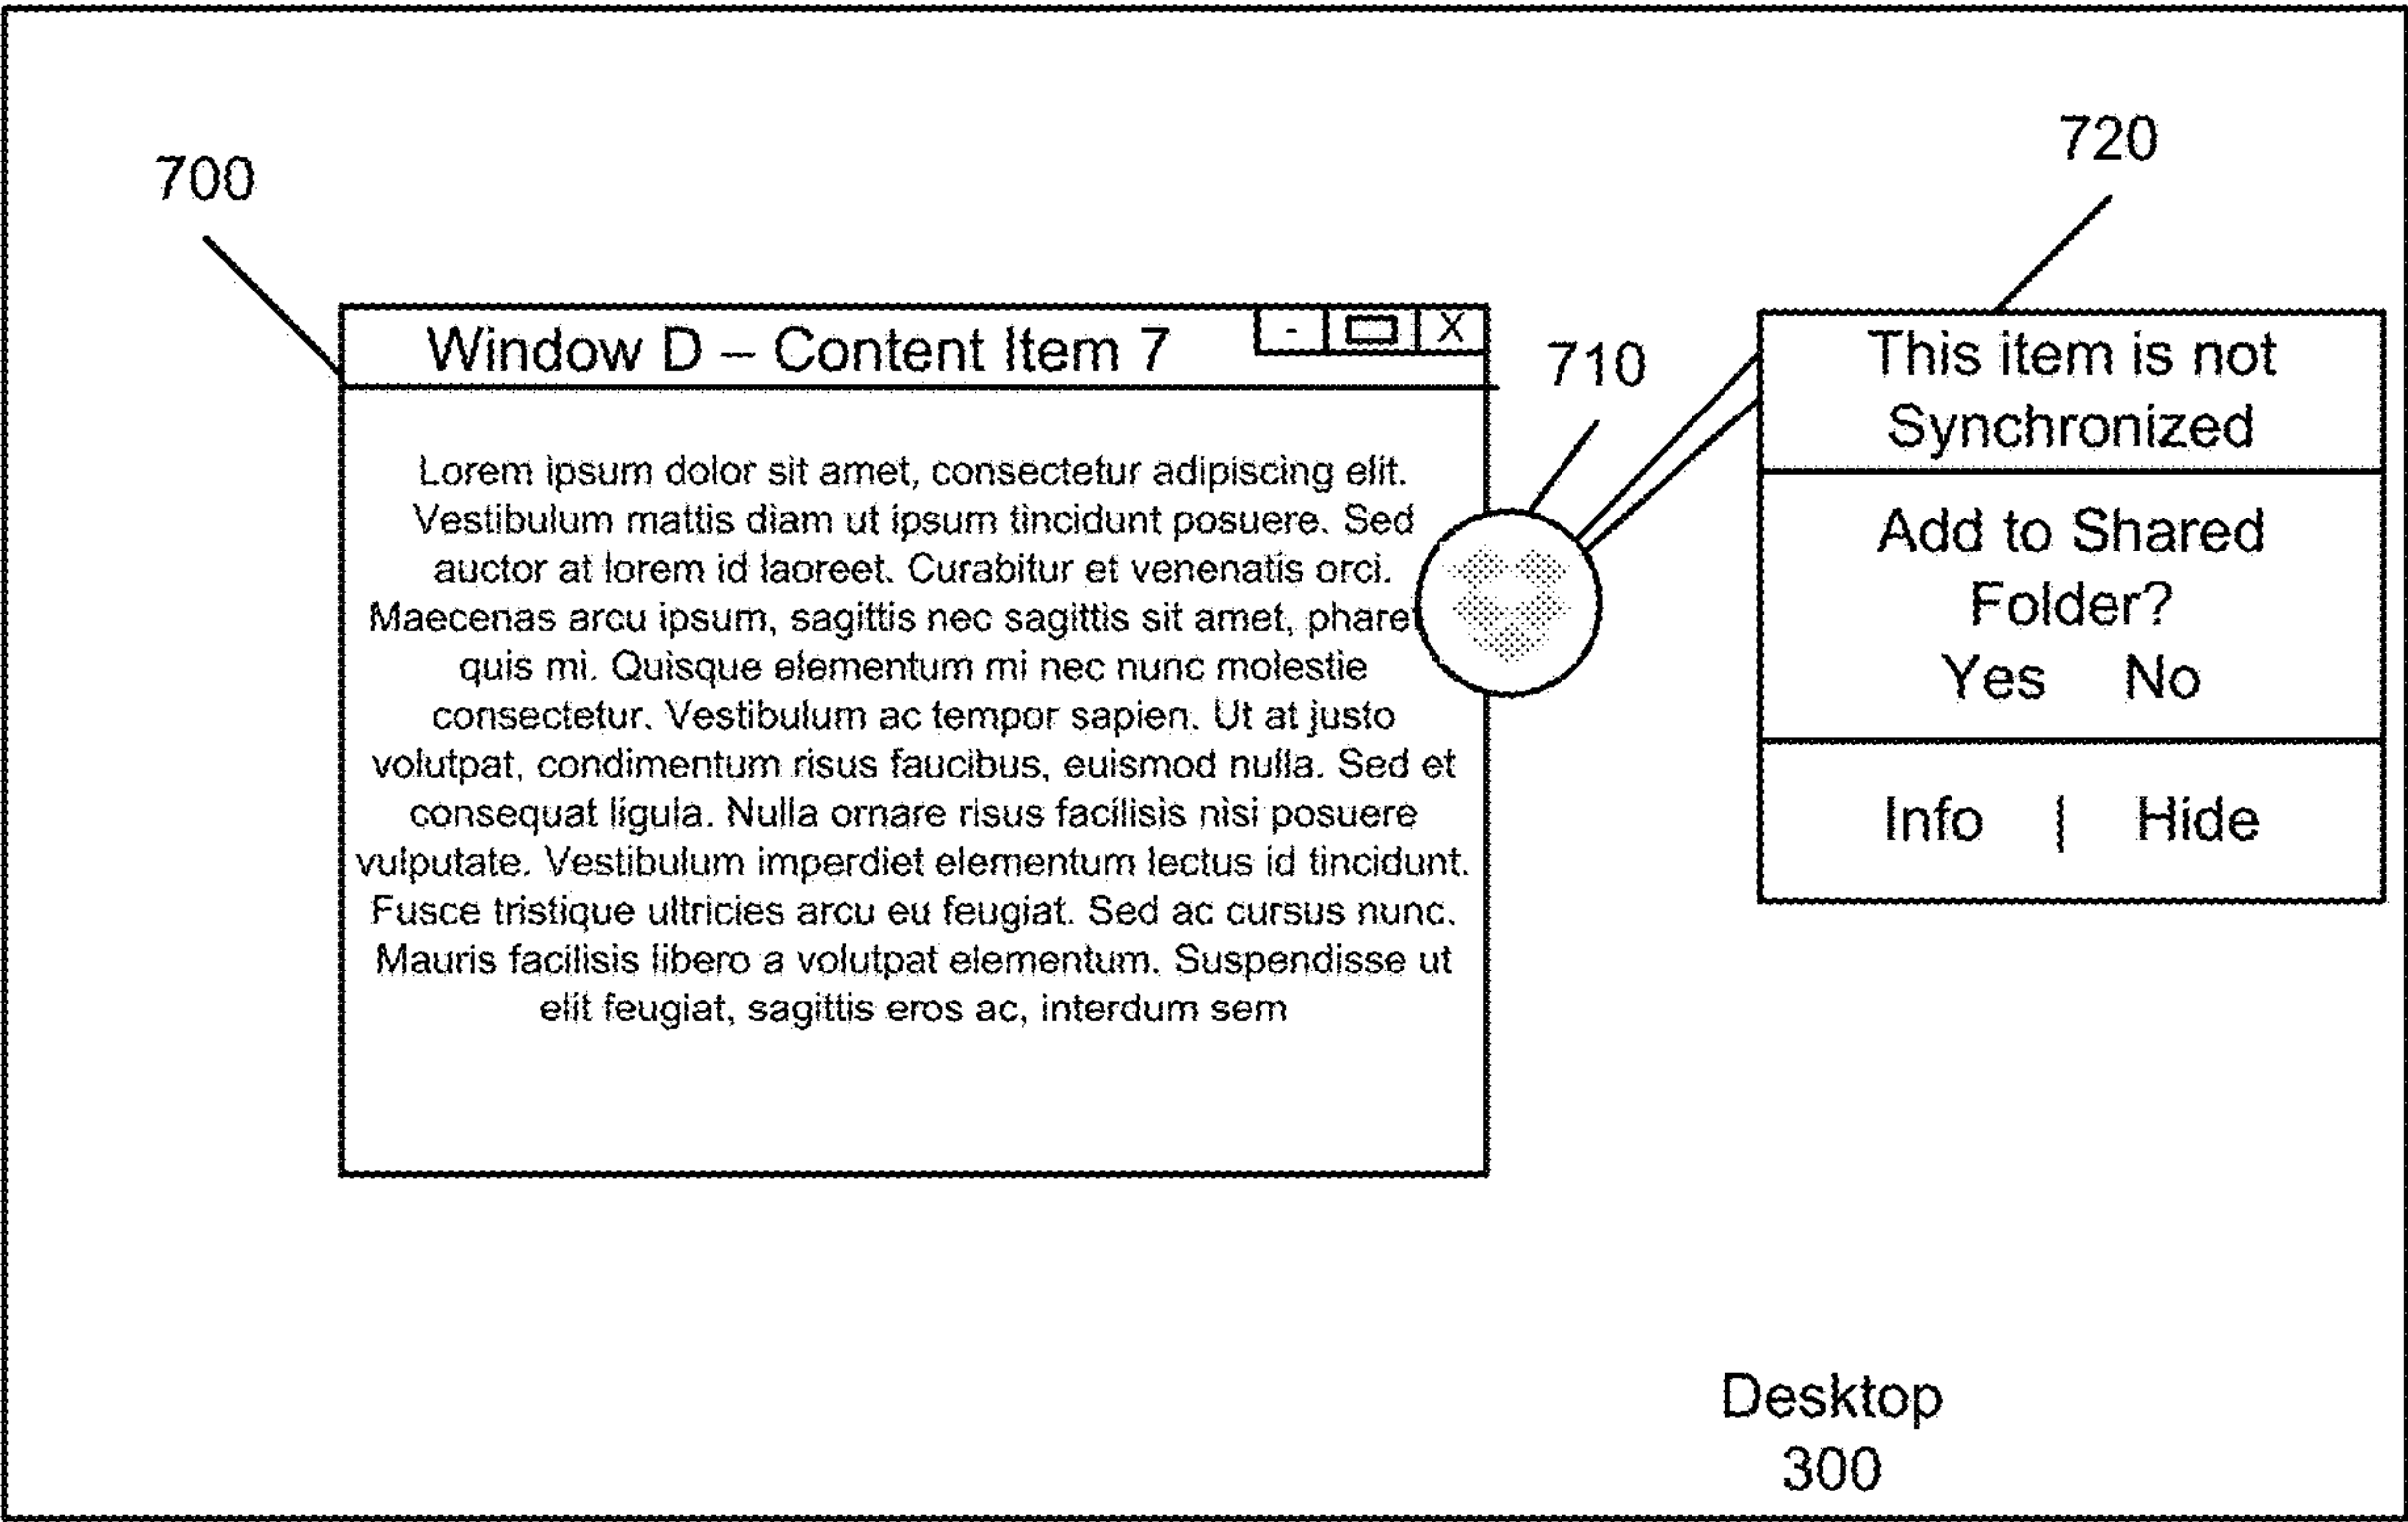 700
720
Window D – Content Item 7
- X
710
Lorem ipsum dolor sit amet, consectetur adipiscing elit.
Vestibulum mattis diam ut ipsum tincidunt posuere. Sed
auctor at lorem id laoreet. Curabitur et venenatis orci.
Maecenas arcu ipsum, sagittis nec sagittis sit amet, pharet
quis mi. Quisque elementum mi nec nunc molestie
consectetur. Vestibulum ac tempor sapien. Ut at justo
volutpat, condimentum risus faucibus, euismod nulla. Sed et
consequat ligula. Nulla ornare risus facilisis nisi posuere
vulputate. Vestibulum imperdiet elementum lectus id tincidunt.
Fusce tristique ultricies arcu eu feugiat. Sed ac cursus nunc.
Mauris facilisis libero a volutpat elementum. Suspendisse ut
elit feugiat, sagittis eros ac, interdum sem
This item is not
Synchronized
Add to Shared
Folder?
Yes No
Info | Hide
Desktop
300